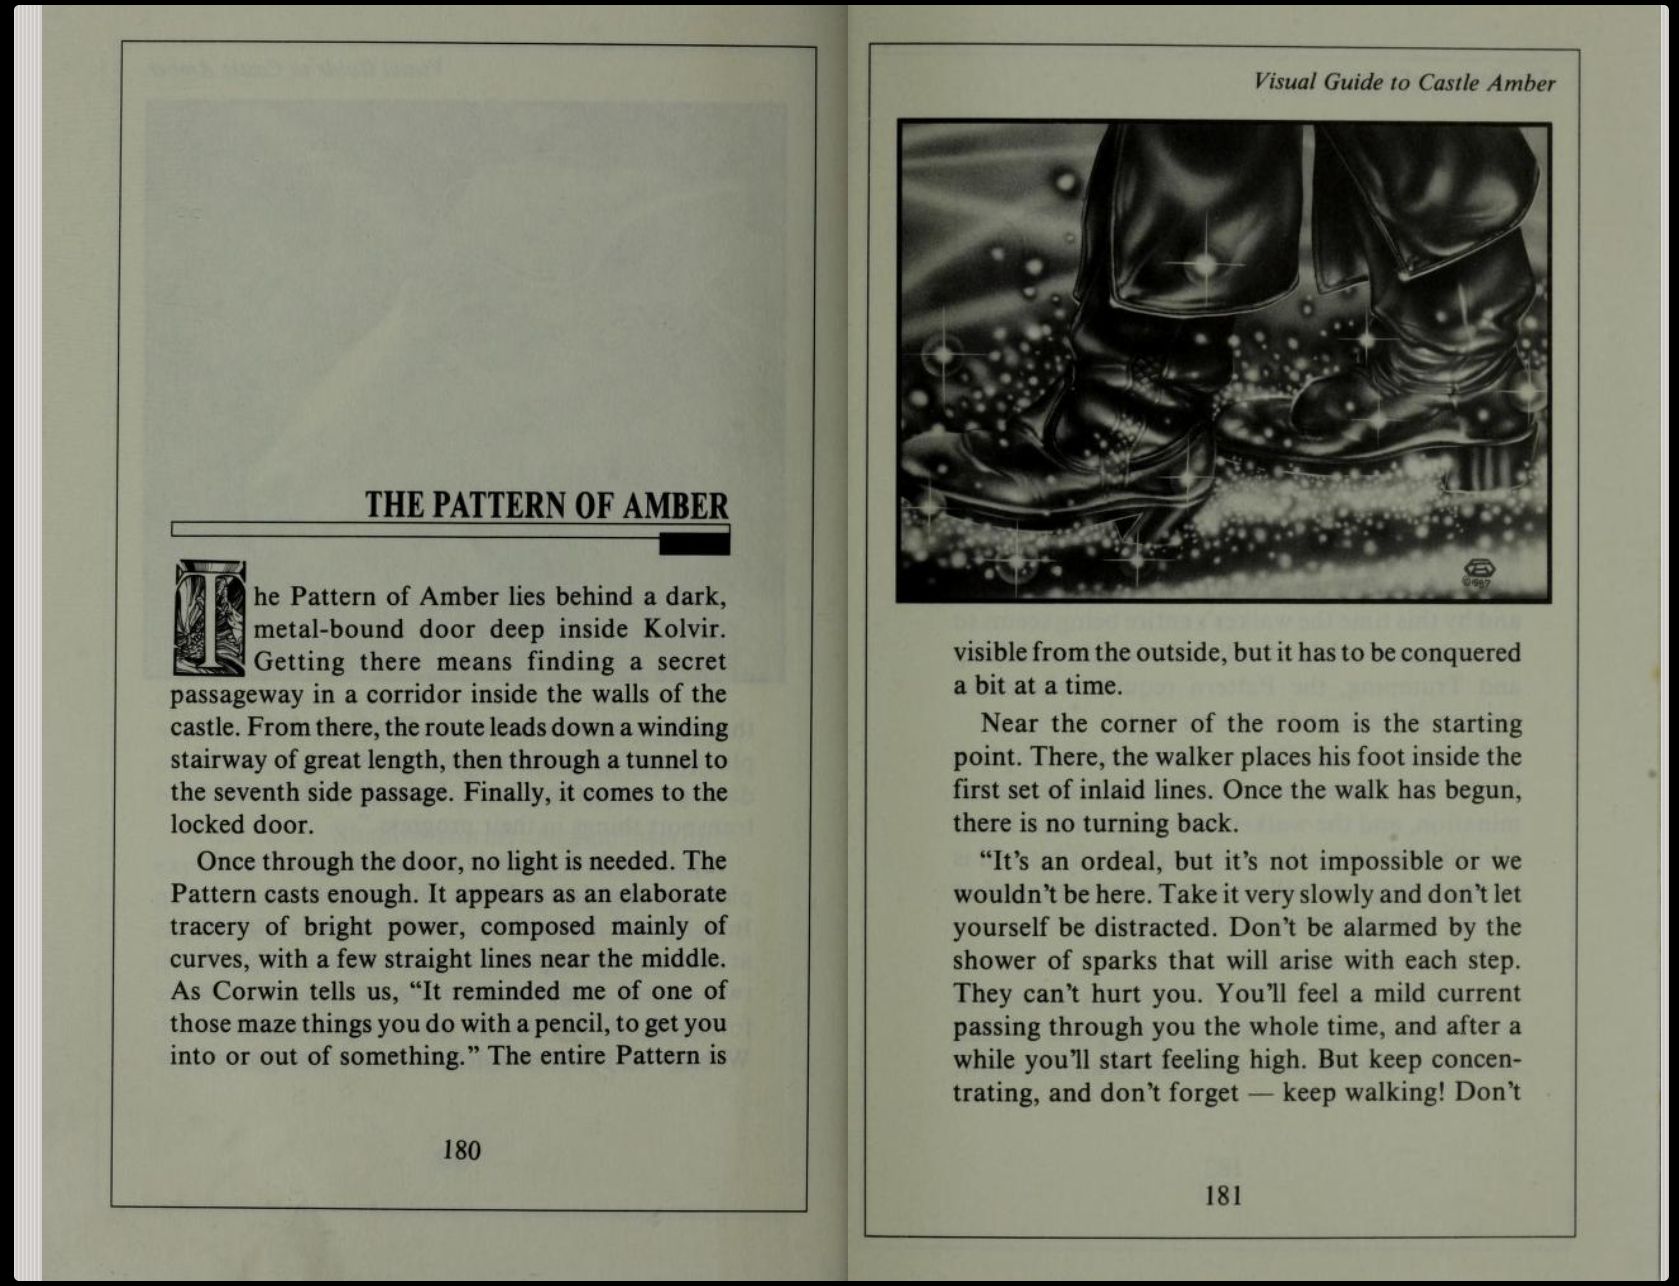 THE PATTERN OF AMBER
The Pattern of Amber lies behind a dark,
metal-bound door deep inside Kolvir.
Getting there means finding a secret
passageway in a corridor inside the walls of the
castle. From there, the route leads down a winding
stairway of great length, then through a tunnel to
the seventh side passage. Finally, it comes to the
locked door.
Once through the door, no light is needed. The
Pattern casts enough. It appears as an elaborate
tracery of bright power, composed mainly of
curves, with a few straight lines near the middle.
As Corwin tells us, “It reminded me of one of
those maze things you do with a pencil, to get you
into or out of something.” The entire Pattern is
180
Visual Guide to Castle Amber
©1987
visible from the outside, but it has to be conquered
a bit at a time.
Near the corner of the room is the starting
point. There, the walker places his foot inside the
first set of inlaid lines. Once the walk has begun,
there is no turning back.
“It’s an ordeal, but it’s not impossible or we
wouldn’t be here. Take it very slowly and don’t let
yourself be distracted. Don’t be alarmed by the
shower of sparks that will arise with each step.
They can’t hurt you. You’ll feel a mild current
passing through you the whole time, and after a
while you’ll start feeling high. But keep concen-
trating, and don’t forget — keep walking! Don’t
181